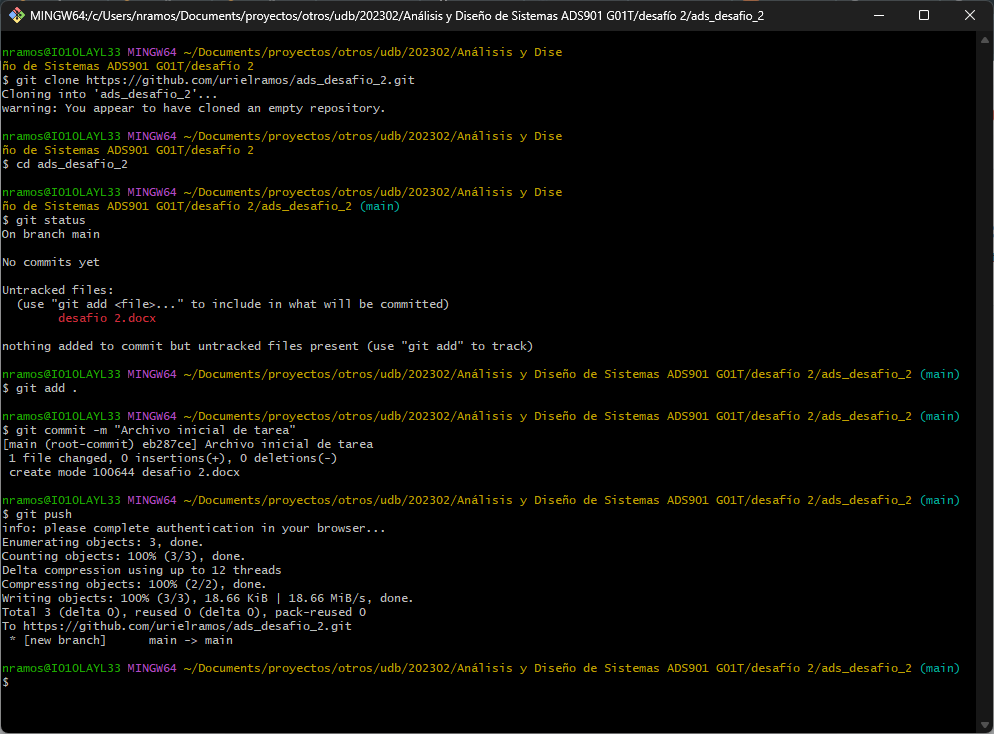 MINGW64:/c/Users/nramos/Documents/proyectos/otros/udb/202302/Análisis y Diseño de Sistemas ADS901 G01T/desafío 2/ads_desafio_2
nramos@IO10LAYL33 MINGW64 ~/Documents/proyectos/otros/udb/202302/Análisis y Dise
ño de Sistemas ADS901 G01T/desafío 2
$ git clone https://github.com/urielramos/ads_desafio_2.git
Cloning into 'ads_desafio_2'...
warning: You appear to have cloned an empty repository.
nramos@IO10LAYL33 MINGW64 ~/Documents/proyectos/otros/udb/202302/Análisis y Dise
ño de Sistemas ADS901 G01T/desafío 2
$ cd ads_desafio_2
nramos@IO10LAYL33 MINGW64 ~/Documents/proyectos/otros/udb/202302/Análisis y Dise
ño de Sistemas ADS901 G01T/desafío 2/ads_desafio_2 (main)
$ git status
On branch main
No commits yet
Untracked files:
(use "git add <file>..." to include in what will be committed)
desafio 2.docx
nothing added to commit but untracked files present (use "git add" to track)
nramos@IO10LAYL33 MINGW64 ~/Documents/proyectos/otros/udb/202302/Análisis y Diseño de Sistemas ADS901 G01T/desafío 2/ads_desafio_2 (main)
$ git add .
nramos@IO10LAYL33 MINGW64 ~/Documents/proyectos/otros/udb/202302/Análisis y Diseño de Sistemas ADS901 G01T/desafío 2/ads_desafio_2 (main)
$ git commit -m "Archivo inicial de tarea"
[main (root-commit) eb287ce] Archivo inicial de tarea
1 file changed, 0 insertions(+), 0 deletions(-)
create mode 100644 desafio 2.docx
nramos@IO10LAYL33 MINGW64 ~/Documents/proyectos/otros/udb/202302/Análisis y Diseño de Sistemas ADS901 G01T/desafío 2/ads_desafio_2 (main)
$ git push
info: please complete authentication in your browser...
Enumerating objects: 3, done.
Counting objects: 100% (3/3), done.
Delta compression using up to 12 threads
Compressing objects: 100% (2/2), done.
Writing objects: 100% (3/3), 18.66 KiB | 18.66 MiB/s, done.
Total 3 (delta 0), reused 0 (delta 0), pack-reused 0
To https://github.com/urielramos/ads_desafio_2.git
* [new branch]      main -> main
nramos@IO10LAYL33 MINGW64 ~/Documents/proyectos/otros/udb/202302/Análisis y Diseño de Sistemas ADS901 G01T/desafío 2/ads_desafio_2 (main)
$